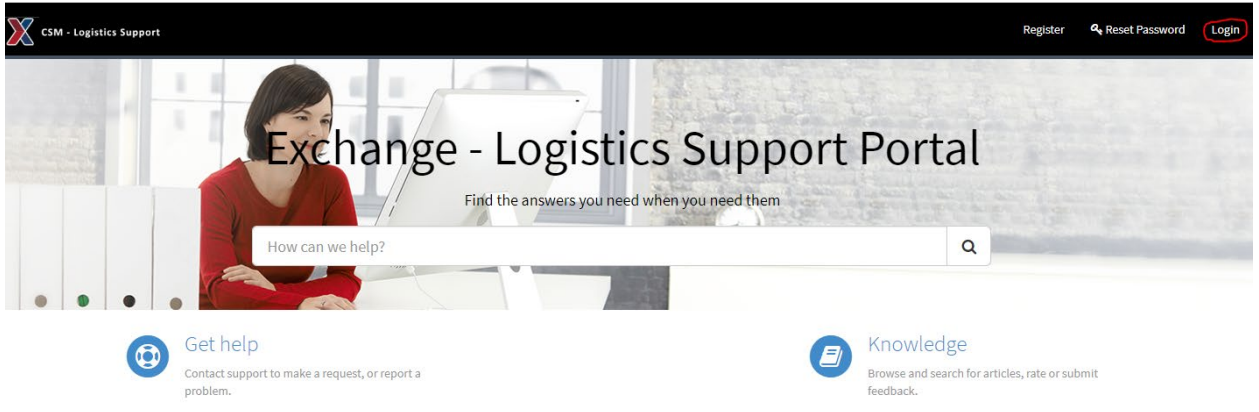 CSM - Logistics Support
Register
Reset Password
Login
Exchange - Logistics Support Portal
Find the answers you need when you need them
How can we help?
Get help
Contact support to make a request, or report a
problem.
Knowledge
Browse and search for articles, rate or submit
feedback.